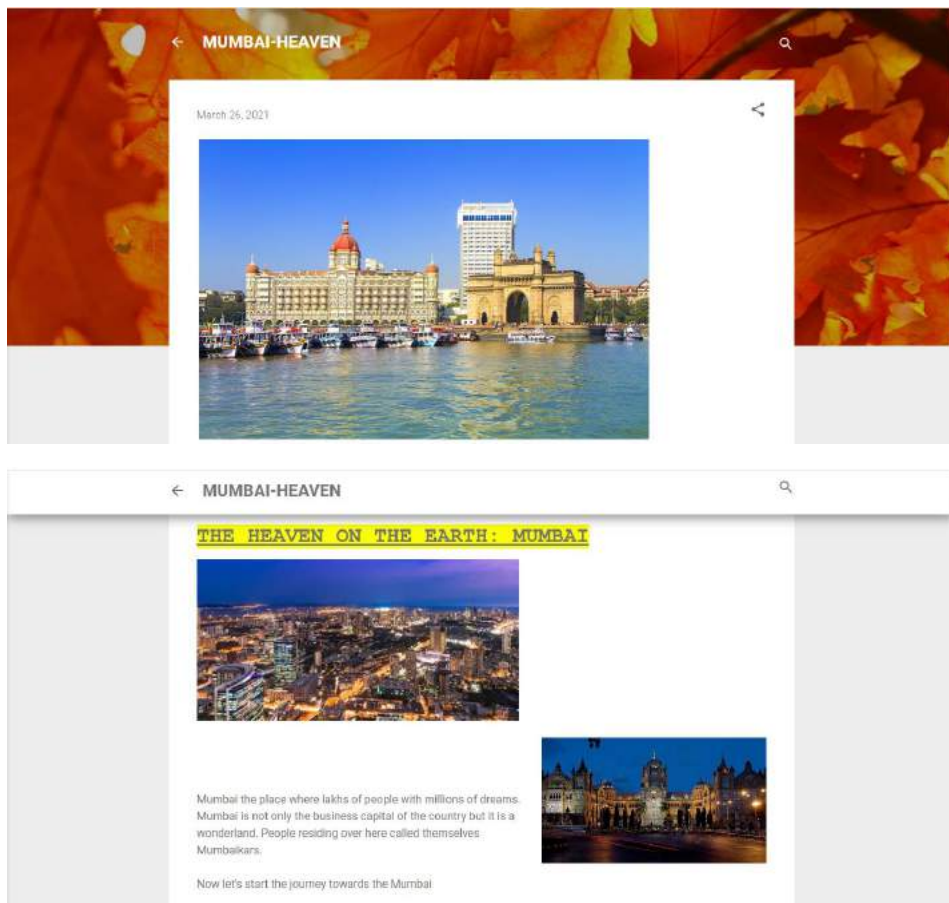 MUMBAI-HEAVEN
March 26, 2021
MUMBAI-HEAVEN
THE HEAVEN ON THE EARTH: MUMBAI
Mumbai the place where lakhs of people with millions of dreams.
Mumbai is not only the business capital of the country but it is a
wonderland. People residing over here called themselves
Mumbaikars.
Now let's start the journey towards the Mumbai